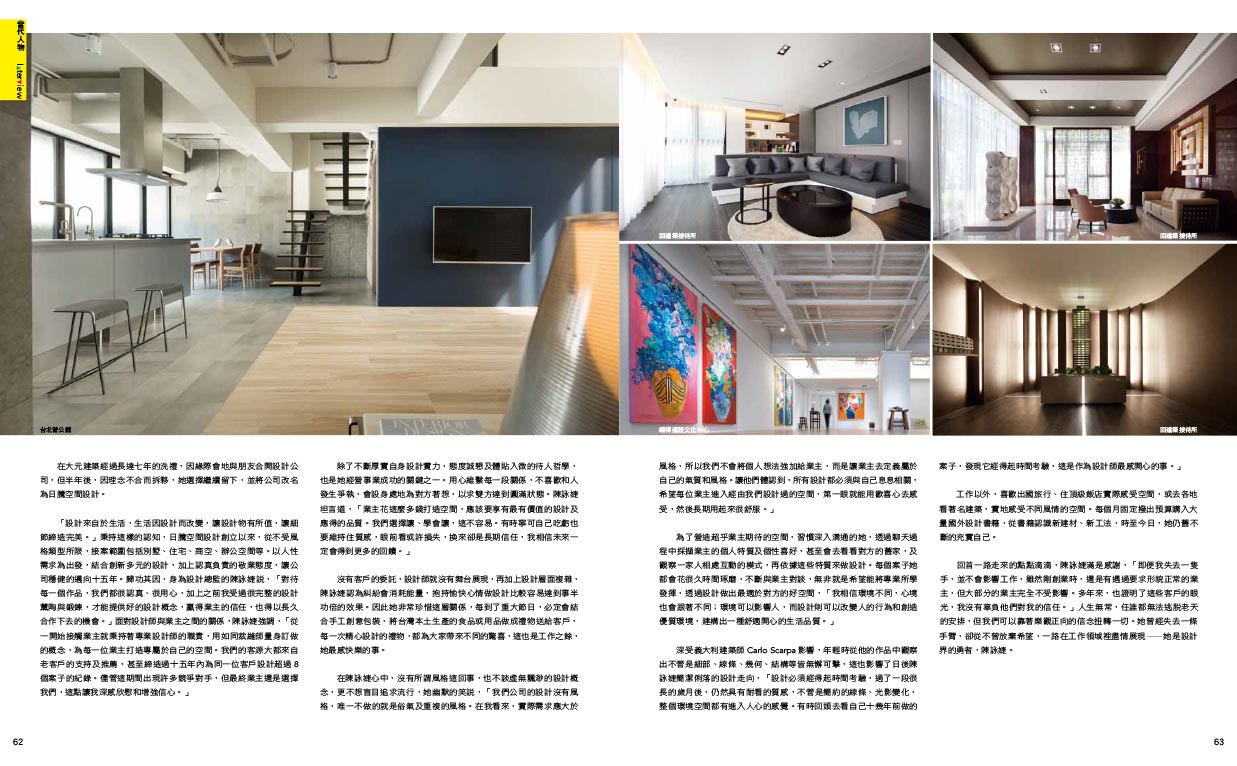 當代人物 Interview
台北曾公館
囧建築接待所
囧建築接待所
建設文化中心
囧建築接待所
在大元建築經過長達七年的洗禮，因緣際會地與朋友合開設計公
司，但半年後，因理念不合而拆夥，她選擇繼續留下，並將公司改名
為日騰空間設計。
「設計來自於生活，生活因設計而改變，讓設計物有所值，讓細
節締造完美。」秉持這樣的認知，日騰空間設計創立以來，從不受風
格類型所限，接案範圍包括別墅、住宅、商空、辦公空間等。以人性
需求為出發，結合創新多元的設計，加上認真負責的敬業態度，讓公
司穩健的邁向十五年。歸功其因，身為設計總監的陳詠婕說，「對待
每一個作品，我們都很認真、很用心，加上之前我受過很完整的設計
薰陶與鍛鍊，才能提供好的設計概念，贏得業主的信任，也得以長久
合作下去的機會。」面對設計師與業主之間的關係，陳詠婕強調，「從
一開始接觸業主就秉持著專業設計師的職責，用如同裁縫師量身訂做
的概念，為每一位業主打造專屬於自己的空間。我們的客源大都來自
老客戶的支持及推薦，甚至締造過十五年內為同一位客戶設計超過 8
個案子的紀錄。儘管這期間出現許多競爭對手，但最終業主還是選擇
我們，這點讓我深感欣慰和增強信心。」
除了不斷厚實自身設計實力，態度誠懇及體貼入微的待人哲學，
也是她經營事業成功的關鍵之一。用心維繫每一段關係，不喜歡和人
發生爭執，會設身處地為對方著想，以求雙方達到圓滿狀態。陳詠婕
坦言道，「業主花這麼多錢打造空間，應該要享有最有價值的設計及
應得的品質。我們選擇讓、學會讓，這不容易。有時寧可自己吃虧也
要維持住質感，眼前看或許損失，換來卻是長期信任，我相信未來一
定會得到更多的回饋。」
沒有客戶的委託，設計師就沒有舞台展現，再加上設計層面複雜，
陳詠婕認為糾紛會消耗能量，抱持愉快心情做設計比較容易達到事半
功倍的效果。因此她非常珍惜這層關係，每到了重大節日，必定會結
合手工創意包裝，將台灣本土生產的食品或用品做成禮物送給客戶，
每一次精心設計的禮物，都為大家帶來不同的驚喜，這也是工作之餘，
她最感快樂的事。
在陳詠婕心中，沒有所謂風格這回事，也不談虛無飄渺的設計概
念，更不想盲目追求流行，她幽默的笑說，「我們公司的設計沒有風
格，唯一不做的就是俗氣及重複的風格。在我看來，實際需求應大於
風格，所以我們不會將個人想法強加給業主，而是讓業主去定義屬於
自己的氣質和風格。讓他們體認到，所有設計都必須與自己息息相關，
希望每位業主進入經由我們設計過的空間，第一眼就能用歡喜心去感
受，然後長期用起來很舒服。」
為了營造超乎業主期待的空間，習慣深入溝通的她，透過聊天過
程中採擷業主的個人特質及個性喜好，甚至會去看看對方的舊家，及
觀察一家人相處互動的模式，再依據這些特質來做設計。每個案子她
都會花很久時間琢磨，不斷與業主對談，無非就是希望能將專業所學
發揮，透過設計做出最適於對方的好空間，「我相信環境不同，心境
也會跟著不同；環境可以影響人，而設計則可以改變人的行為和創造
優質環境，建構出一種舒適開心的生活品質。」
深受義大利建築師 Carlo Scarpa 影響，年輕時從他的作品中觀察
出不管是細部、線條、幾何、結構等皆無懈可擊，這也影響了日後陳
詠婕簡潔俐落的設計走向，「設計必須經得起時間考驗，過了一段很
長的歲月後，仍然具有耐看的質感，不管是簡約的線條、光影變化，
整個環境空間都有進入人心的感覺。有時回頭去看自己十幾年前做的
案子，發現它經得起時間考驗，這是作為設計師最感開心的事。」
工作以外，喜歡出國旅行、住頂級飯店實際感受空間，或去各地
看著名建築，實地感受不同風情的空間。每個月固定撥出預算購入大
量國外設計書籍，從書籍認識新建材、新工法，時至今日，她仍舊不
斷的充實自己。
回首一路走來的點點滴滴，陳詠婕滿是感謝，「即便我失去一隻
手，並不會影響工作，雖然剛創業時，還是有遇過要求形貌正常的業
主，但大部分的業主完全不受影響。多年來，也證明了這些客戶的眼
光，我沒有辜負他們對我的信任。」人生無常，任誰都無法逃脫老天
的安排，但我們可以靠著樂觀正向的信念扭轉一切。她曾經失去一條
手臂，卻從不曾放棄希望，一路在工作領域裡盡情展現——她是設計
界的勇者，陳詠婕。
62
63